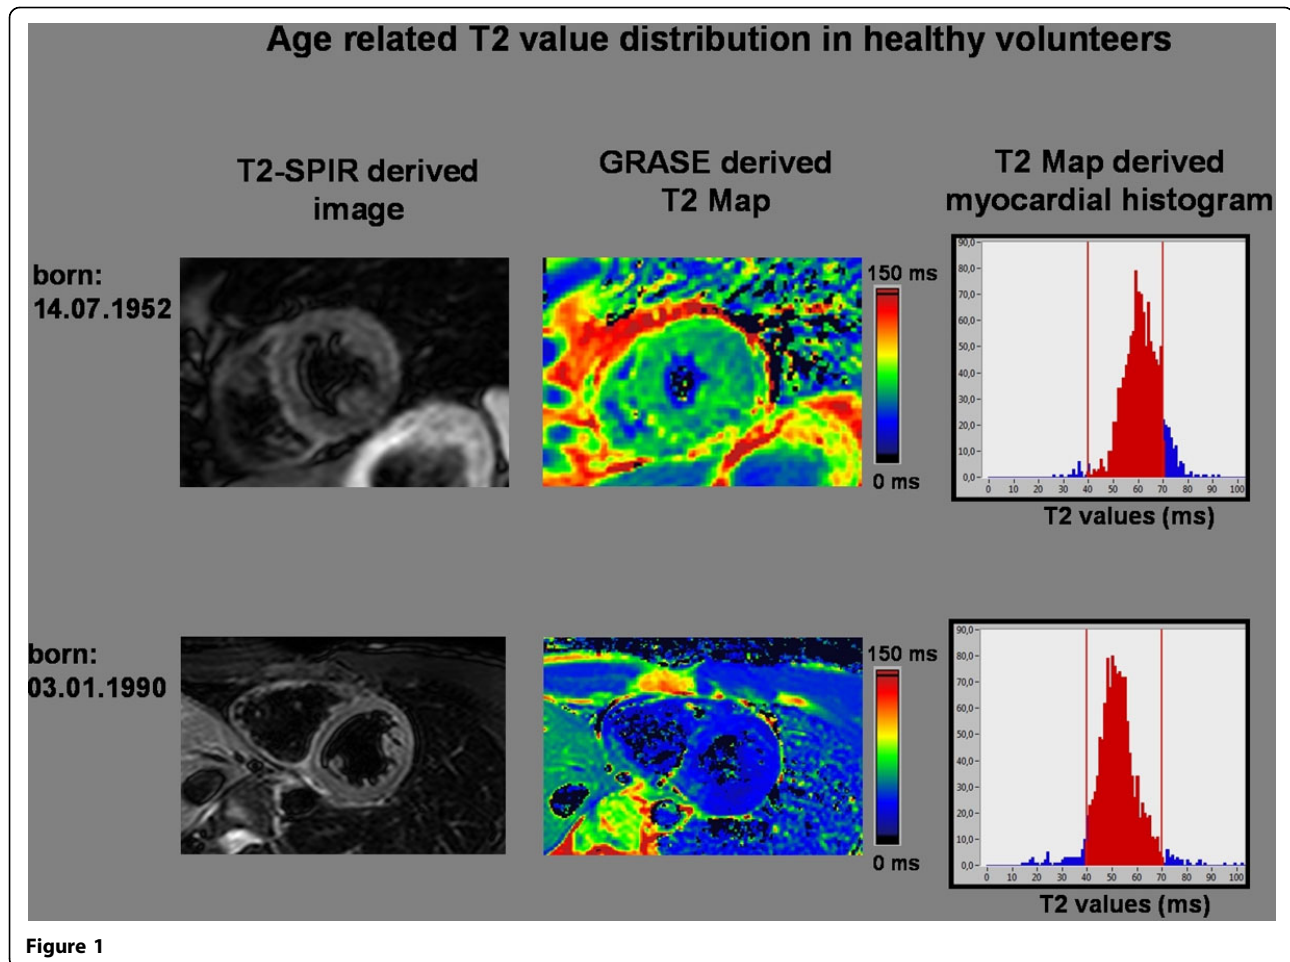 Age related T2 value distribution in healthy volunteers
T2-SPIR derived
image
GRASE derived
T2 Map
T2 Map derived
myocardial histogram
born:
14.07.1952
150 ms
0 ms
90,0
80,0
70,0
60,0
50,0
40,0
30,0
20,0
10,0
0,0
0 10 20 30 40 50 60 70 80 90 100
T2 values (ms)
born:
03.01.1990
150 ms
0 ms
90,0
80,0
70,0
60,0
50,0
40,0
30,0
20,0
10,0
0,0
0 10 20 30 40 50 60 70 80 90 100
T2 values (ms)
Figure 1